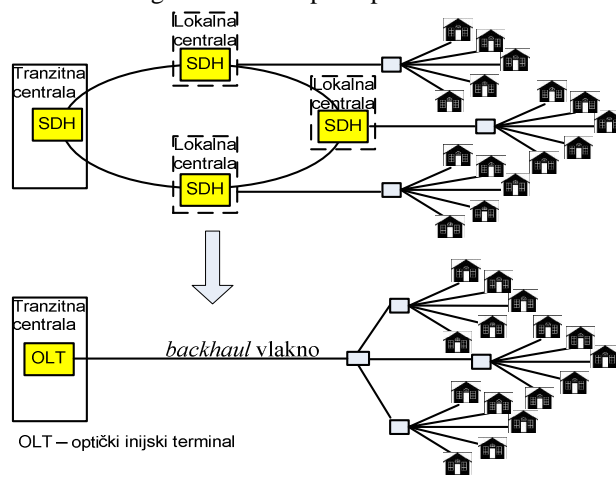 Lokalna
centrala
SDH
Tranzitna
centrala
SDH
Lokalna
centrala
SDH
Lokalna
centrala
SDH
Tranzitna
centrala
OLT
backhaul vlakno
OLT – optički inijski terminal